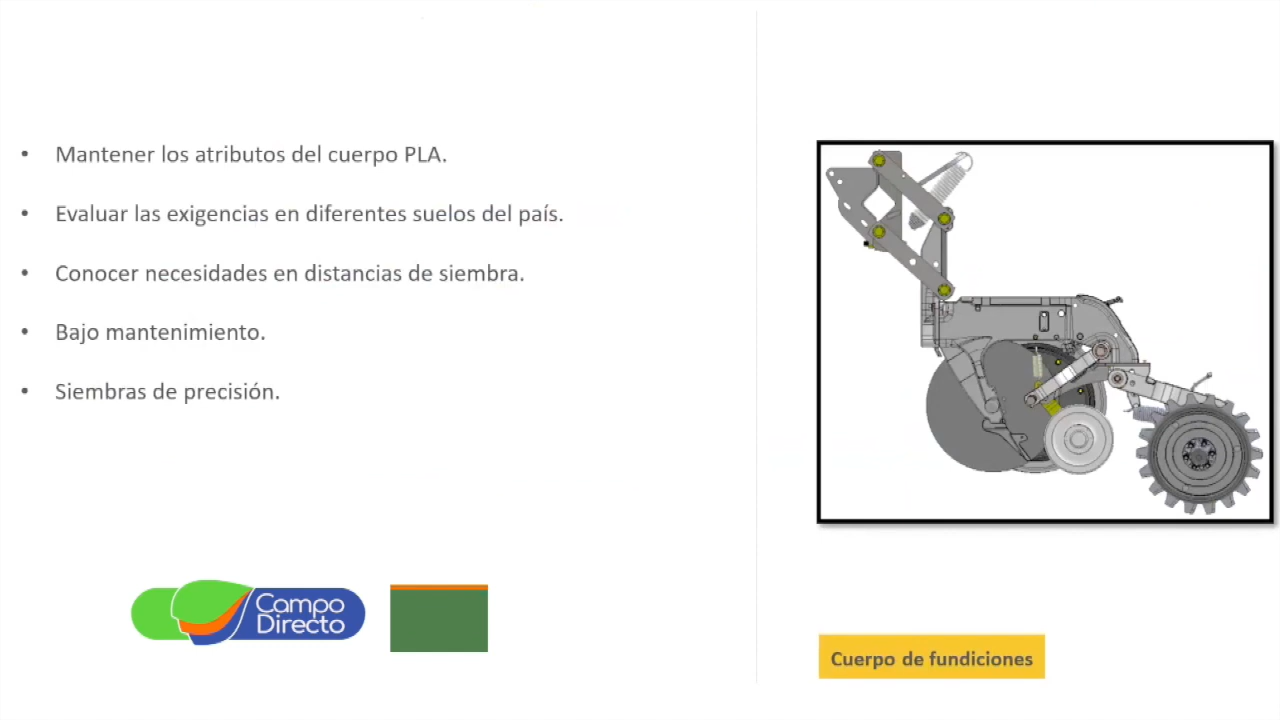 • Mantener los atributos del cuerpo PLA.
• Evaluar las exigencias en diferentes suelos del país.
• Conocer necesidades en distancias de siembra.
• Bajo mantenimiento.
• Siembras de precisión.
Campo
Directo
Cuerpo de fundiciones